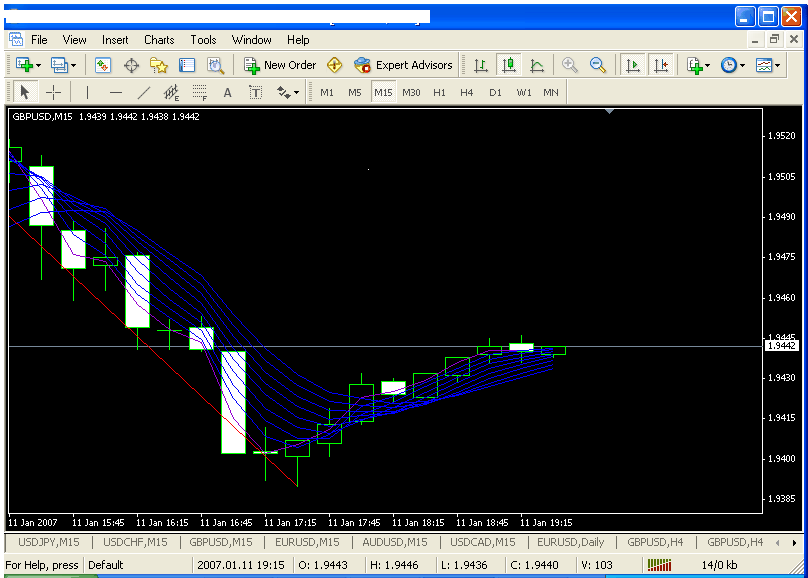 File View Insert Charts Tools Window Help
New Order Expert Advisors
A T M1 M5 M15 M30 H1 H4 D1 W1 MN
GBPUSD,M15 1.9439 1.9442 1.9438 1.9442
1.9520
1.9505
1.9490
1.9475
1.9460
1.9445
1.9442
1.9430
1.9415
1.9400
1.9385
11 Jan 2007 11 Jan 15:45 11 Jan 16:15 11 Jan 16:45 11 Jan 17:15 11 Jan 17:45 11 Jan 18:15 11 Jan 18:45 11 Jan 19:15
USDJPY,M15 USDCHF,M15 GBPUSD,M15 EURUSD,M15 AUDUSD,M15 USDCAD,M15 EURUSD,Daily GBPUSD,H4 GBPUSD,H4
For Help, press Default 2007.01.11 19:15 O: 1.9443 H: 1.9446 L: 1.9436 C: 1.9440 V: 103 14/0 kb